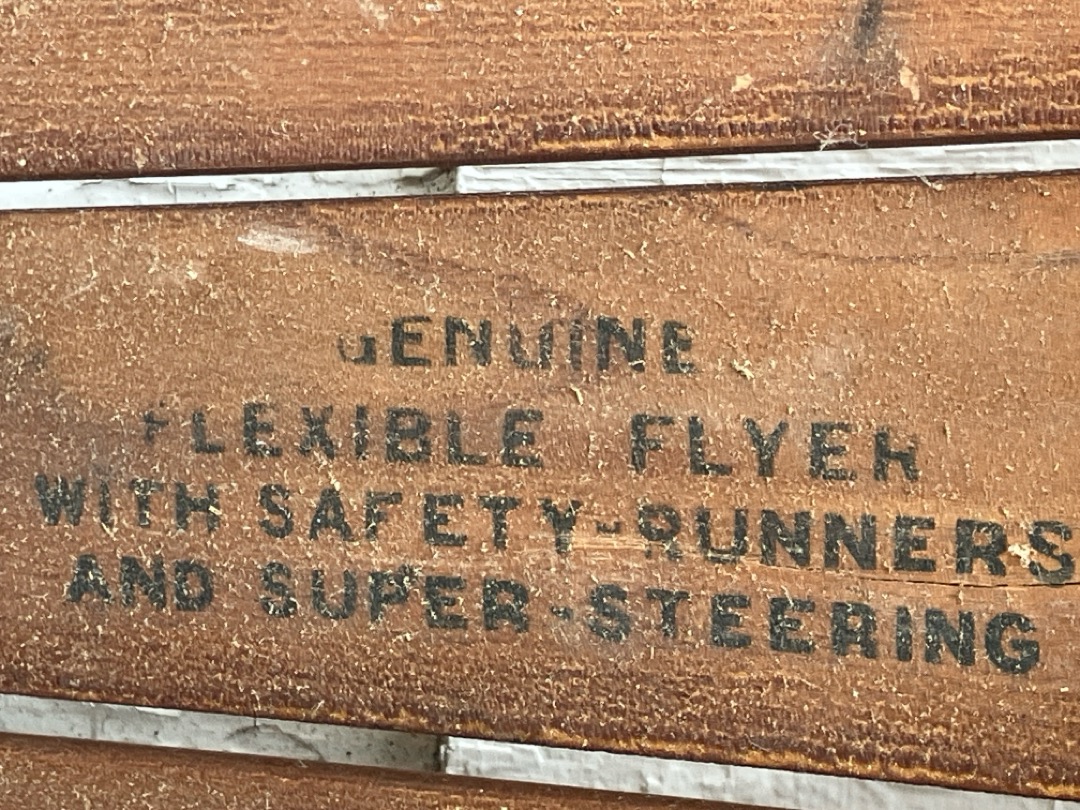 GENUINE
FLEXIBLE FLYER
WITH SAFETY-RUNNERS
AND SUPER-STEERING